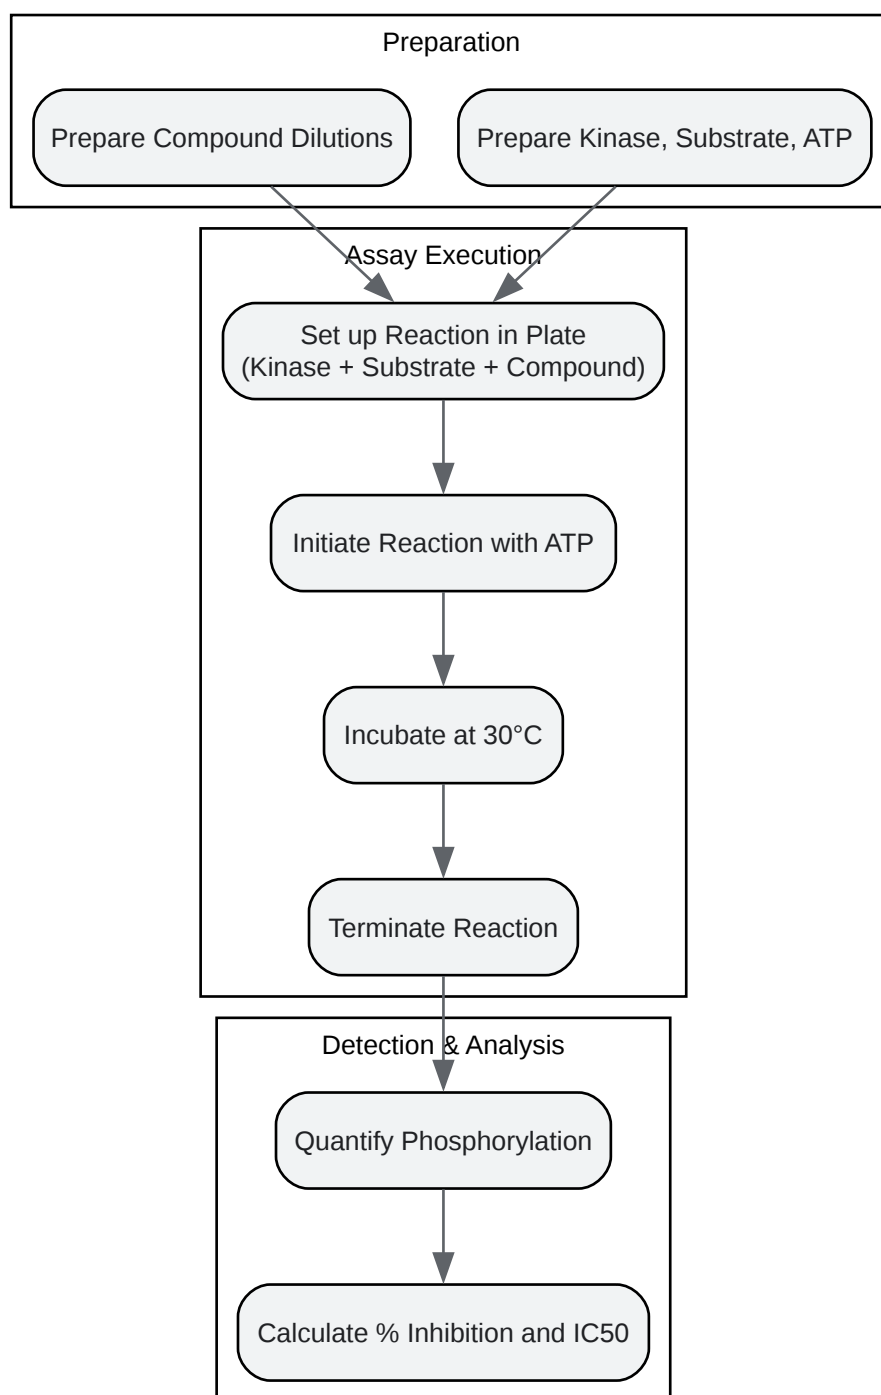 Preparation
Prepare Compound Dilutions
Prepare Kinase, Substrate, ATP
Assay Execution
Set up Reaction in Plate
(Kinase + Substrate + Compound)
Initiate Reaction with ATP
Incubate at 30°C
Terminate Reaction
Detection & Analysis
Quantify Phosphorylation
Calculate % Inhibition and IC50